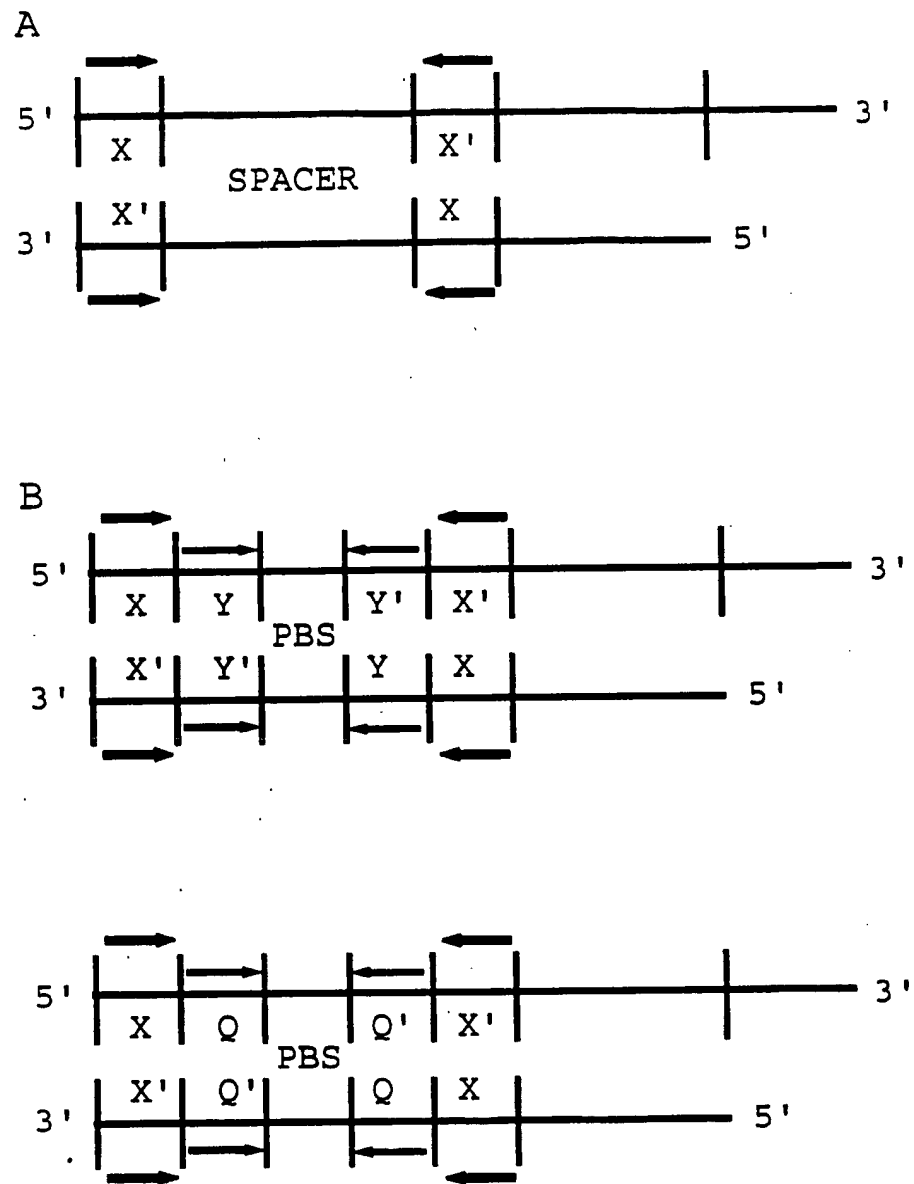 A
5' 3'
X X'
SPACER
X' X
3' 5'
B
5' 3'
X Y Y' X'
PBS
X' Y' Y X
3' 5'
5' 3'
X Q Q' X'
PBS
X' Q' Q X
3' 5'